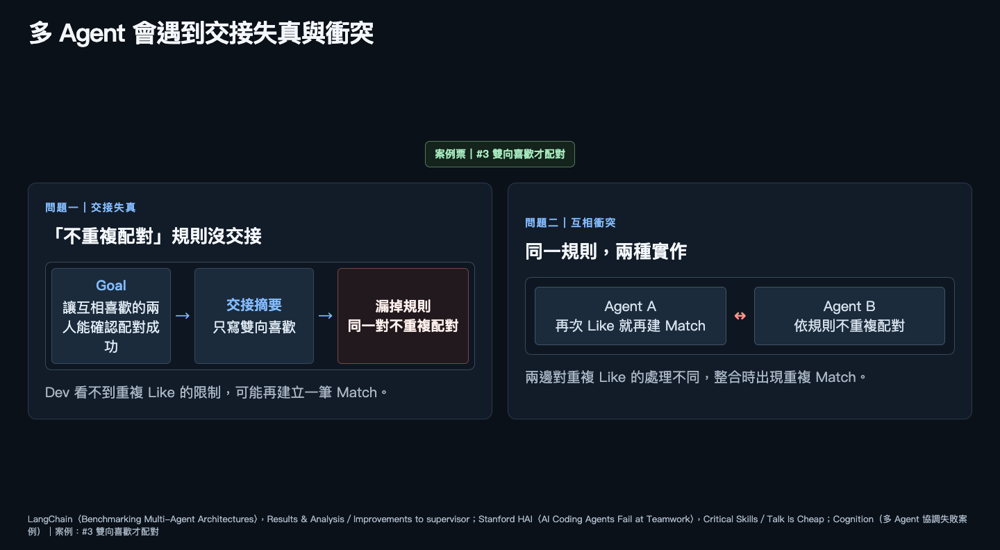 多 Agent 會遇到交接失真與衝突
案例票｜#3 雙向喜歡才配對
問題一｜交接失真
「不重複配對」規則沒交接
Goal
讓互相喜歡的兩
人能確認配對成
功
→
交接摘要
只寫雙向喜歡
→
漏掉規則
同一對不重複配對
Dev 看不到重複 Like 的限制，可能再建立一筆 Match。
問題二｜互相衝突
同一規則，兩種實作
Agent A
再次 Like 就再建 Match
↔
Agent B
依規則不重複配對
兩邊對重複 Like 的處理不同，整合時出現重複 Match。
LangChain〈Benchmarking Multi-Agent Architectures〉，Results & Analysis / Improvements to supervisor；Stanford HAI〈AI Coding Agents Fail at Teamwork〉，Critical Skills / Talk Is Cheap；Cognition（多 Agent 協調失敗案
例）｜案例：#3 雙向喜歡才配對